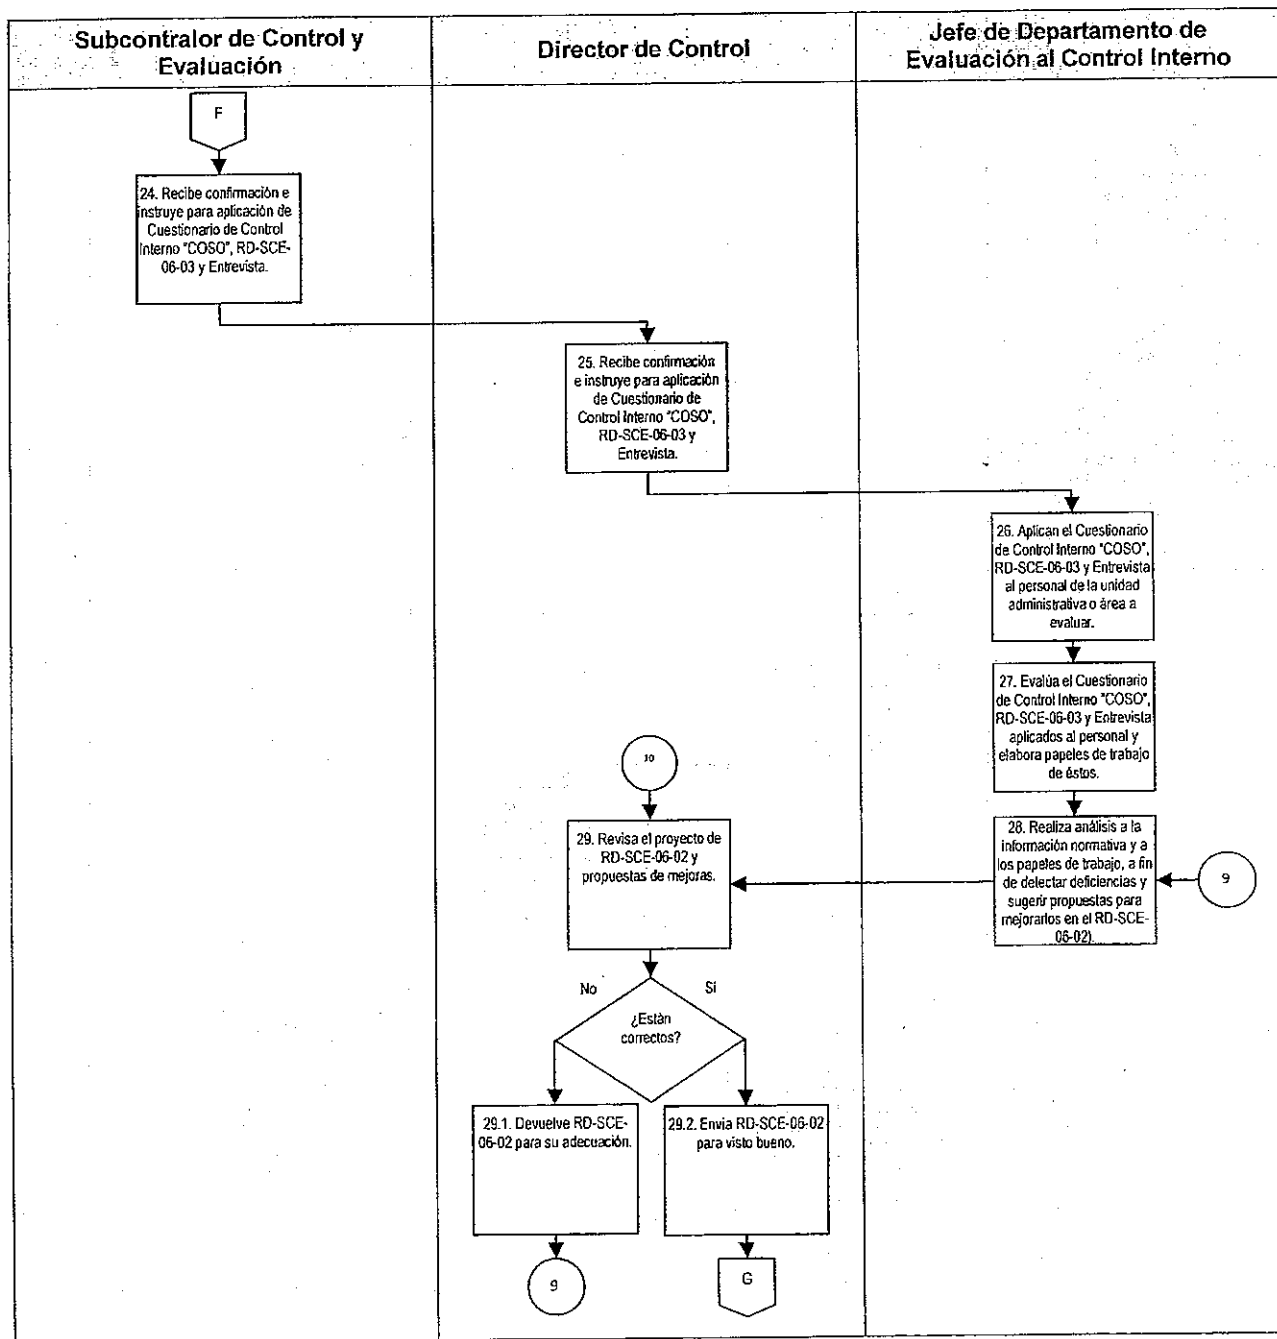 Subcontralor de Control y
Evaluación
Director de Control
Jefe de Departamento de
Evaluación al Control Interno
F
24. Recibe confirmación e
instruye para aplicación de
Cuestionario de Control
Interno "COSO", RD-SCE-
06-03 y Entrevista.
25. Recibe confirmación
e instruye para aplicación
de Cuestionario de
Control Interno "COSO",
RD-SCE-06-03 y
Entrevista.
26. Aplican el Cuestionario
de Control Interno "COSO",
RD-SCE-06-03 y Entrevista
al personal de la unidad
administrativa o área a
evaluar.
27. Evalúa el Cuestionario
de Control Interno "COSO",
RD-SCE-06-03 y Entrevista
aplicados al personal y
elabora papeles de trabajo
de éstos.
10
29. Revisa el proyecto de
RD-SCE-06-02 y
propuestas de mejoras.
28. Realiza análisis a la
información normativa y a
los papeles de trabajo, a fin
de detectar deficiencias y
sugerir propuestas para
mejorarlos en el RD-SCE-
06-02).
9
No
Si
¿Están
correctos?
29.1. Devuelve RD-SCE-
06-02 para su adecuación.
29.2. Envia RD-SCE-06-02
para visto bueno.
9
G